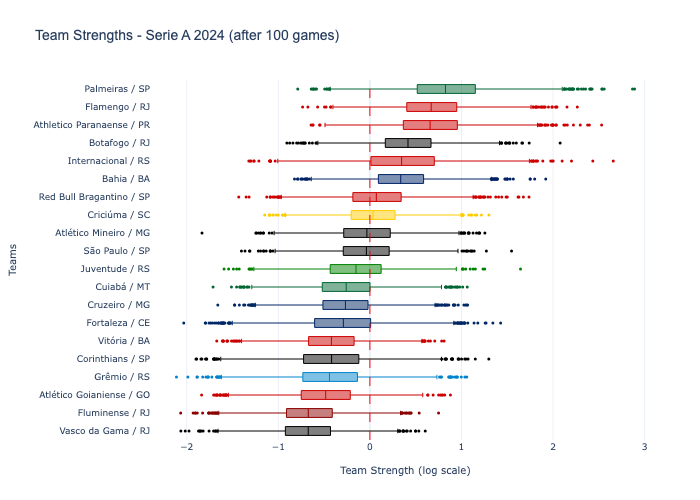 Team Strengths - Serie A 2024 (after 100 games)
Palmeiras / SP
Flamengo / RJ
Athletico Paranaense / PR
Botafogo / RJ
Internacional / RS
Bahia / BA
Red Bull Bragantino / SP
Criciúma / SC
Atlético Mineiro / MG
São Paulo / SP
Juventude / RS
Cuiabá / MT
Cruzeiro / MG
Fortaleza / CE
Vitória / BA
Corinthians / SP
Grêmio / RS
Atlético Goianiense / GO
Fluminense / RJ
Vasco da Gama / RJ
Teams
−2 −1 0 1 2 3
Team Strength (log scale)